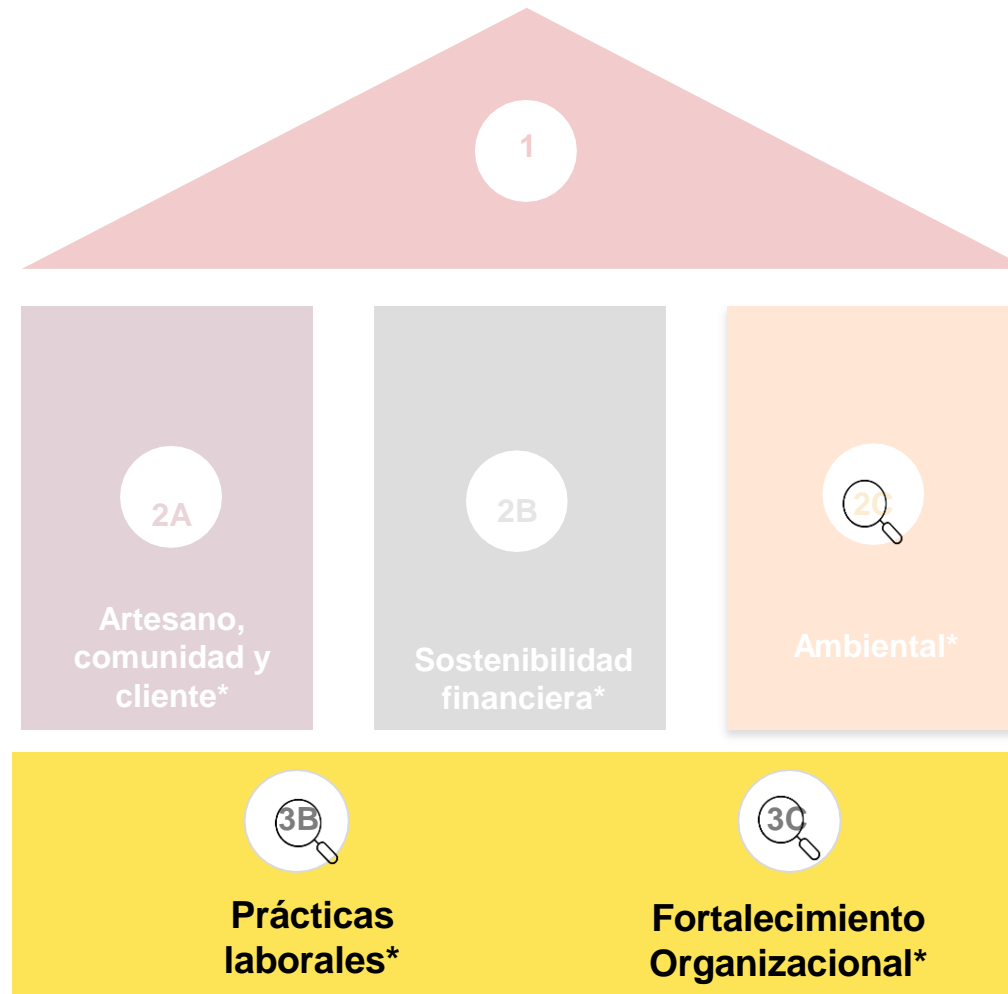 1
2A
Artesano,
comunidad y
cliente*
2B
Sostenibilidad
financiera*
2C
Ambiental*
3B
Prácticas
laborales*
3C
Fortalecimiento
Organizacional*